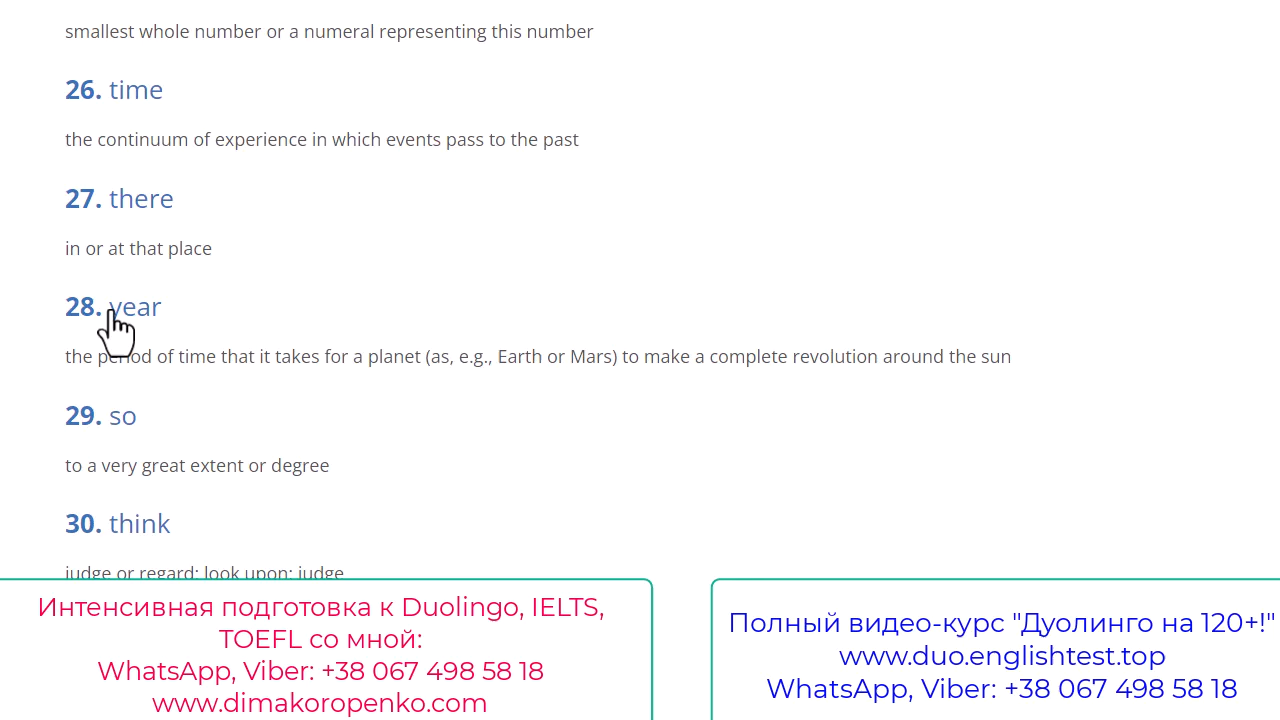 smallest whole number or a numeral representing this number
26. time
the continuum of experience in which events pass to the past
27. there
in or at that place
28. year
the period of time that it takes for a planet (as, e.g., Earth or Mars) to make a complete revolution around the sun
29. so
to a very great extent or degree
30. think
judge or regard; look upon; judge
Интенсивная подготовка к Duolingo, IELTS,
TOEFL со мной:
WhatsApp, Viber: +38 067 498 58 18
www.dimakoropenko.com
Полный видео-курс "Дуолинго на 120+!"
www.duo.englishtest.top
WhatsApp, Viber: +38 067 498 58 18